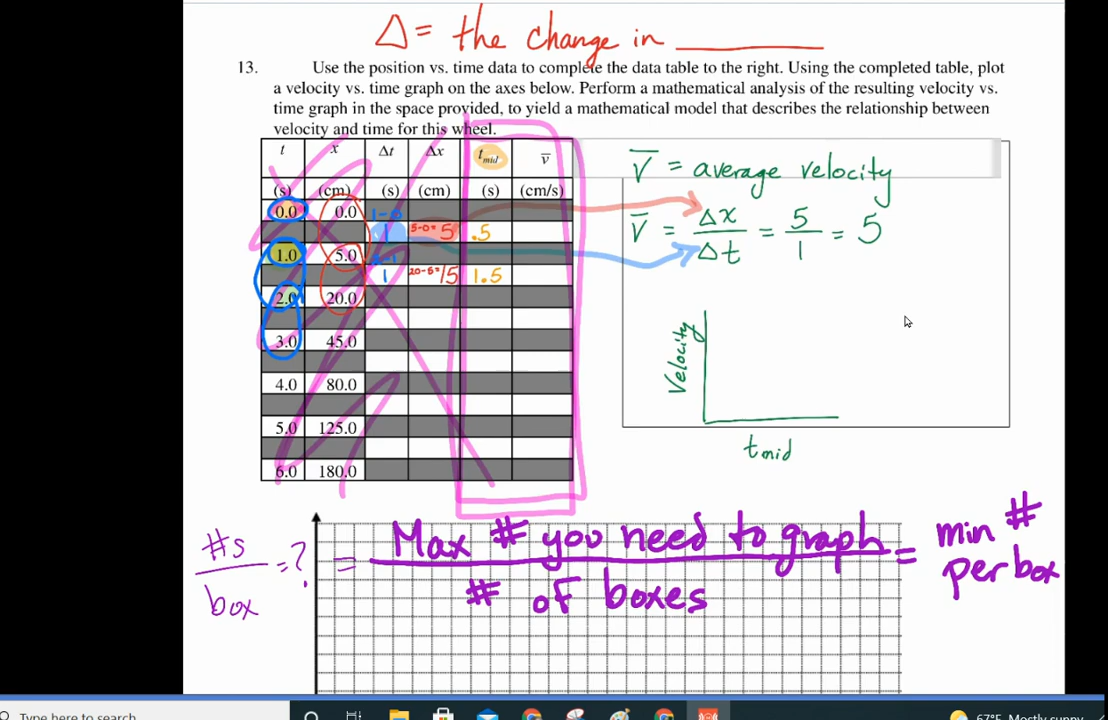 Δ = the change in ________
13. Use the position vs. time data to complete the data table to the right. Using the completed table, plot
a velocity vs. time graph on the axes below. Perform a mathematical analysis of the resulting velocity vs.
time graph in the space provided, to yield a mathematical model that describes the relationship between
velocity and time for this wheel.
t x Δt Δx tmid v̅
(s) (cm) (s) (cm) (s) (cm/s)
0.0 0.0 1-0
1 5-0= 5 .5
1.0 5.0
1 20-5=15 1.5
2.0 20.0
3.0 45.0
4.0 80.0
5.0 125.0
6.0 180.0
V̅ = average velocity
V̅ = Δx/Δt = 5/1 = 5
Velocity
tmid
#s/box = ? = Max # you need to graph / # of boxes = min # per box
Type here to search
67°F Mostly sunny